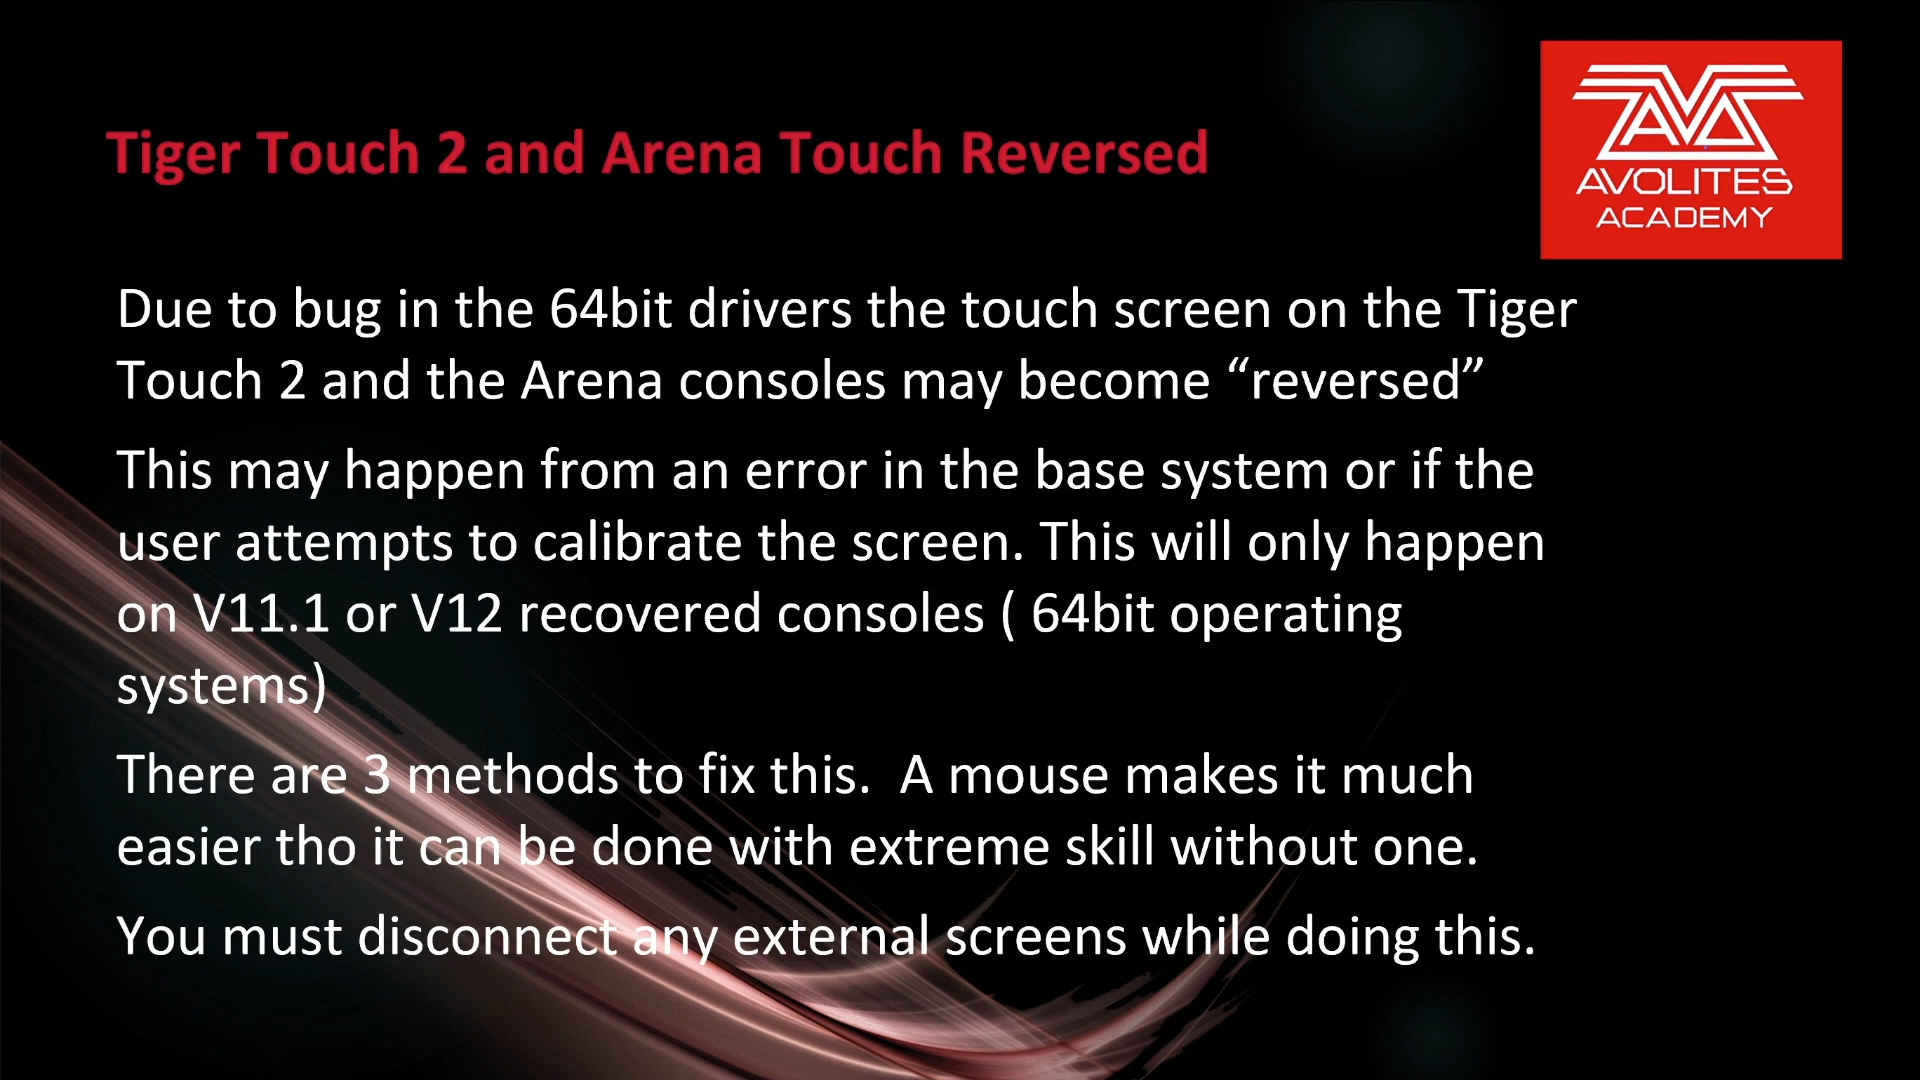 AVOLITES
ACADEMY
Tiger Touch 2 and Arena Touch Reversed
Due to bug in the 64bit drivers the touch screen on the Tiger
Touch 2 and the Arena consoles may become “reversed”
This may happen from an error in the base system or if the
user attempts to calibrate the screen. This will only happen
on V11.1 or V12 recovered consoles ( 64bit operating
systems)
There are 3 methods to fix this.  A mouse makes it much
easier tho it can be done with extreme skill without one.
You must disconnect any external screens while doing this.